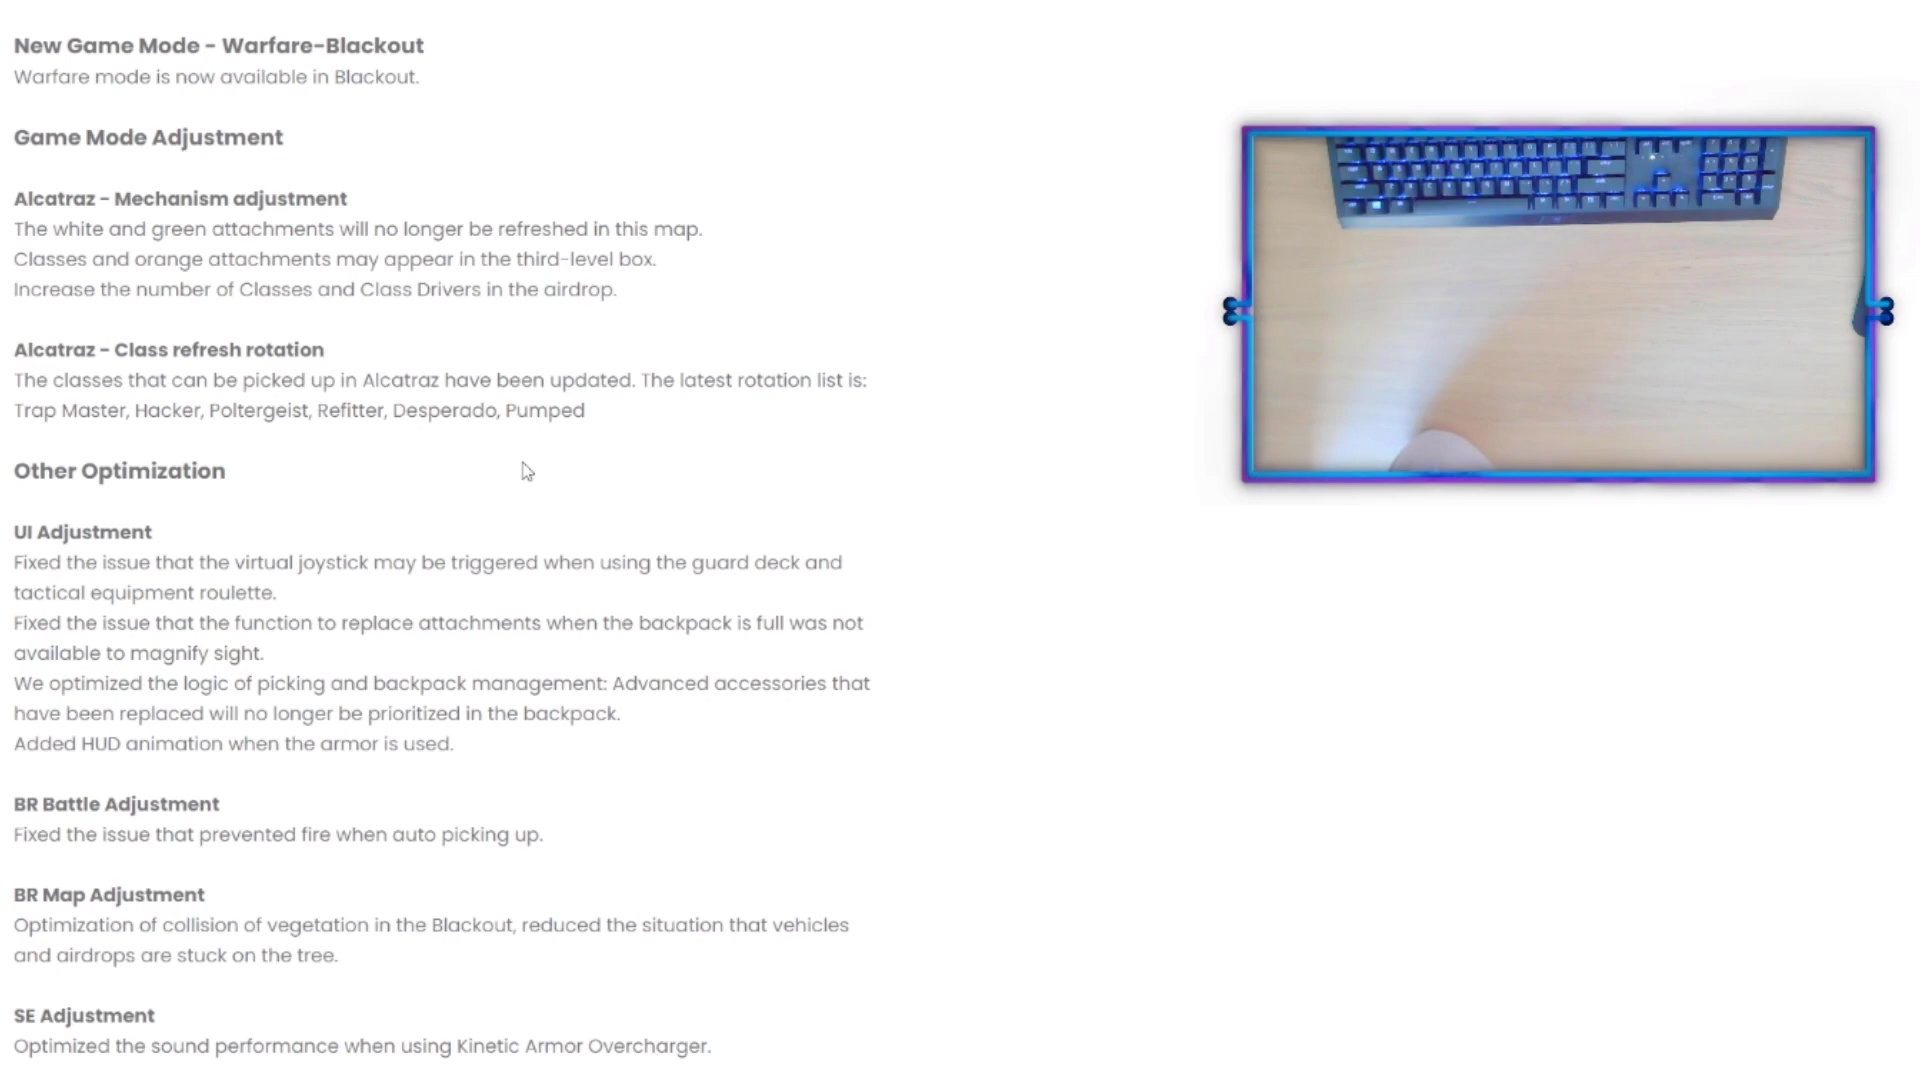 New Game Mode - Warfare-Blackout
Warfare mode is now available in Blackout.
Game Mode Adjustment
Alcatraz - Mechanism adjustment
The white and green attachments will no longer be refreshed in this map.
Classes and orange attachments may appear in the third-level box.
Increase the number of Classes and Class Drivers in the airdrop.
Alcatraz - Class refresh rotation
The classes that can be picked up in Alcatraz have been updated. The latest rotation list is:
Trap Master, Hacker, Poltergeist, Refitter, Desperado, Pumped
Other Optimization
UI Adjustment
Fixed the issue that the virtual joystick may be triggered when using the guard deck and
tactical equipment roulette.
Fixed the issue that the function to replace attachments when the backpack is full was not
available to magnify sight.
We optimized the logic of picking and backpack management: Advanced accessories that
have been replaced will no longer be prioritized in the backpack.
Added HUD animation when the armor is used.
BR Battle Adjustment
Fixed the issue that prevented fire when auto picking up.
BR Map Adjustment
Optimization of collision of vegetation in the Blackout, reduced the situation that vehicles
and airdrops are stuck on the tree.
SE Adjustment
Optimized the sound performance when using Kinetic Armor Overcharger.